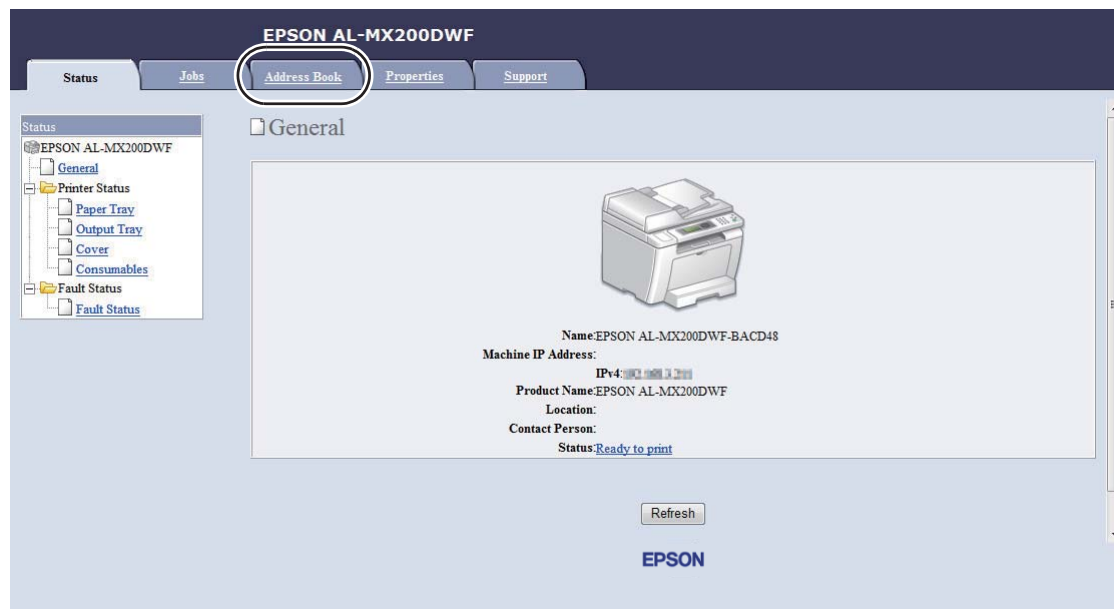 EPSON AL-MX200DWF
Status Jobs Address Book Properties Support
Status
EPSON AL-MX200DWF
General
Printer Status
Paper Tray
Output Tray
Cover
Consumables
Fault Status
Fault Status
General
Name:EPSON AL-MX200DWF-BACD48
Machine IP Address:
IPv4:
Product Name:EPSON AL-MX200DWF
Location:
Contact Person:
Status:Ready to print
Refresh
EPSON